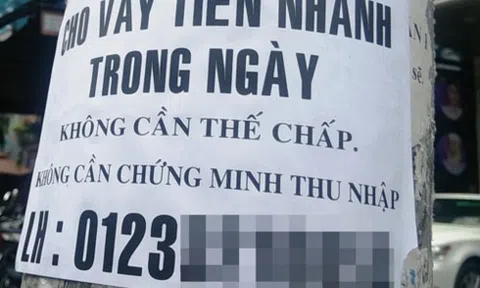 CHO VAY TIỀN NHANH
TRONG NGÀY
KHÔNG CẦN THẾ CHẤP.
KHÔNG CẦN CHỨNG MINH THU NHẬP
LH : 0123